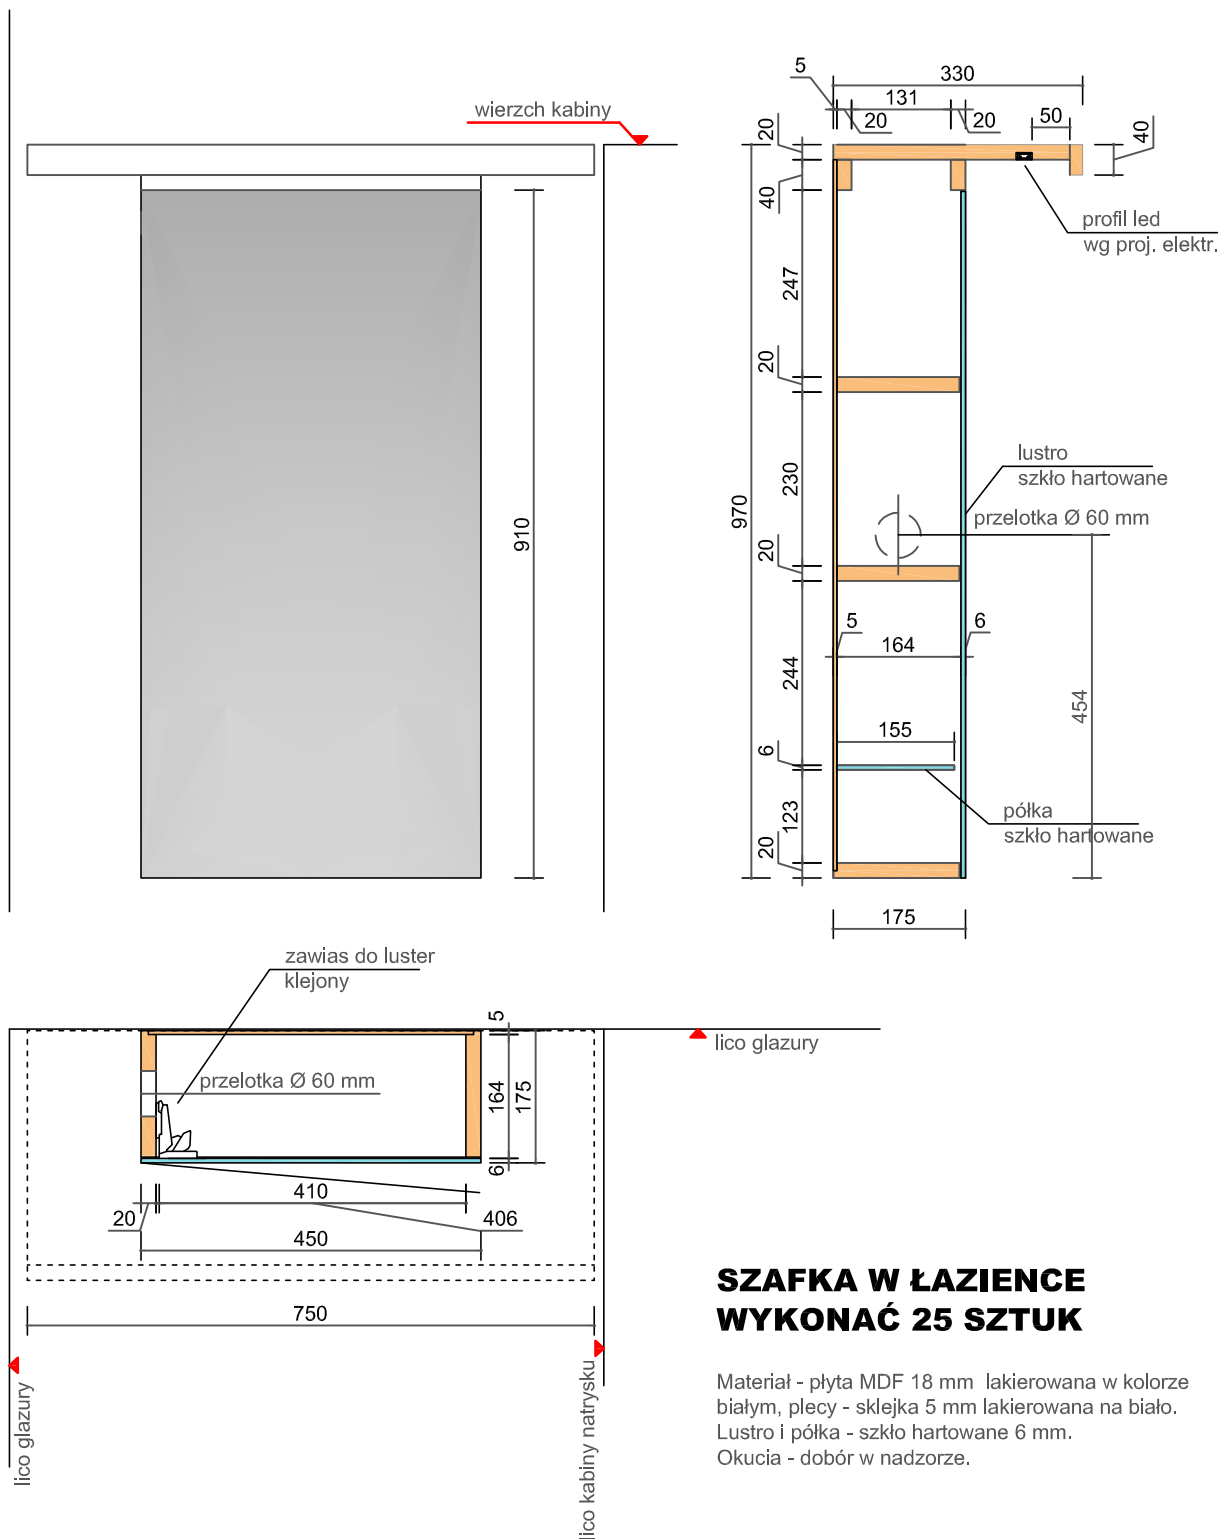 wierzch kabiny
910
5
330
131
20
20
50
20
40
40
profil led
wg proj. elektr.
247
20
lustro
szkło hartowane
230
970
przelotka Ø 60 mm
20
5
6
164
244
454
155
6
półka
szkło hartowane
123
20
175
zawias do luster
klejony
5
lico glazury
przelotka Ø 60 mm
164
175
6
410
20
406
450
750
lico glazury
lico kabiny natrysku
SZAFKA W ŁAZIENCE
WYKONAĆ 25 SZTUK
Materiał - płyta MDF 18 mm lakierowana w kolorze
białym, plecy - sklejka 5 mm lakierowana na biało.
Lustro i półka - szkło hartowane 6 mm.
Okucia - dobór w nadzorze.